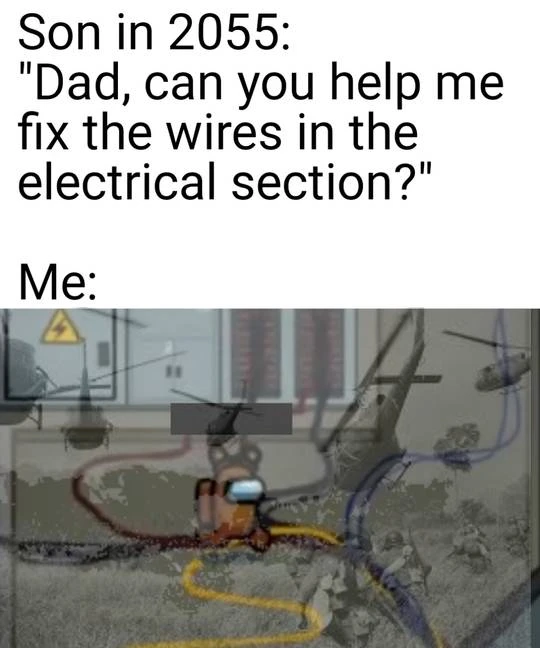 Son in 2055:
"Dad, can you help me
fix the wires in the
electrical section?"
Me: